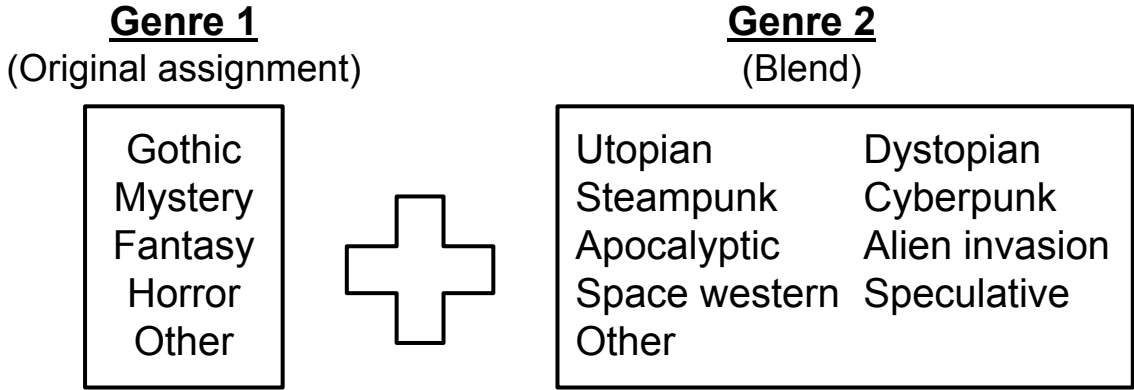 Genre 1
(Original assignment)
Gothic
Mystery
Fantasy
Horror
Other
Genre 2
(Blend)
Utopian Dystopian
Steampunk Cyberpunk
Apocalyptic Alien invasion
Space western Speculative
Other